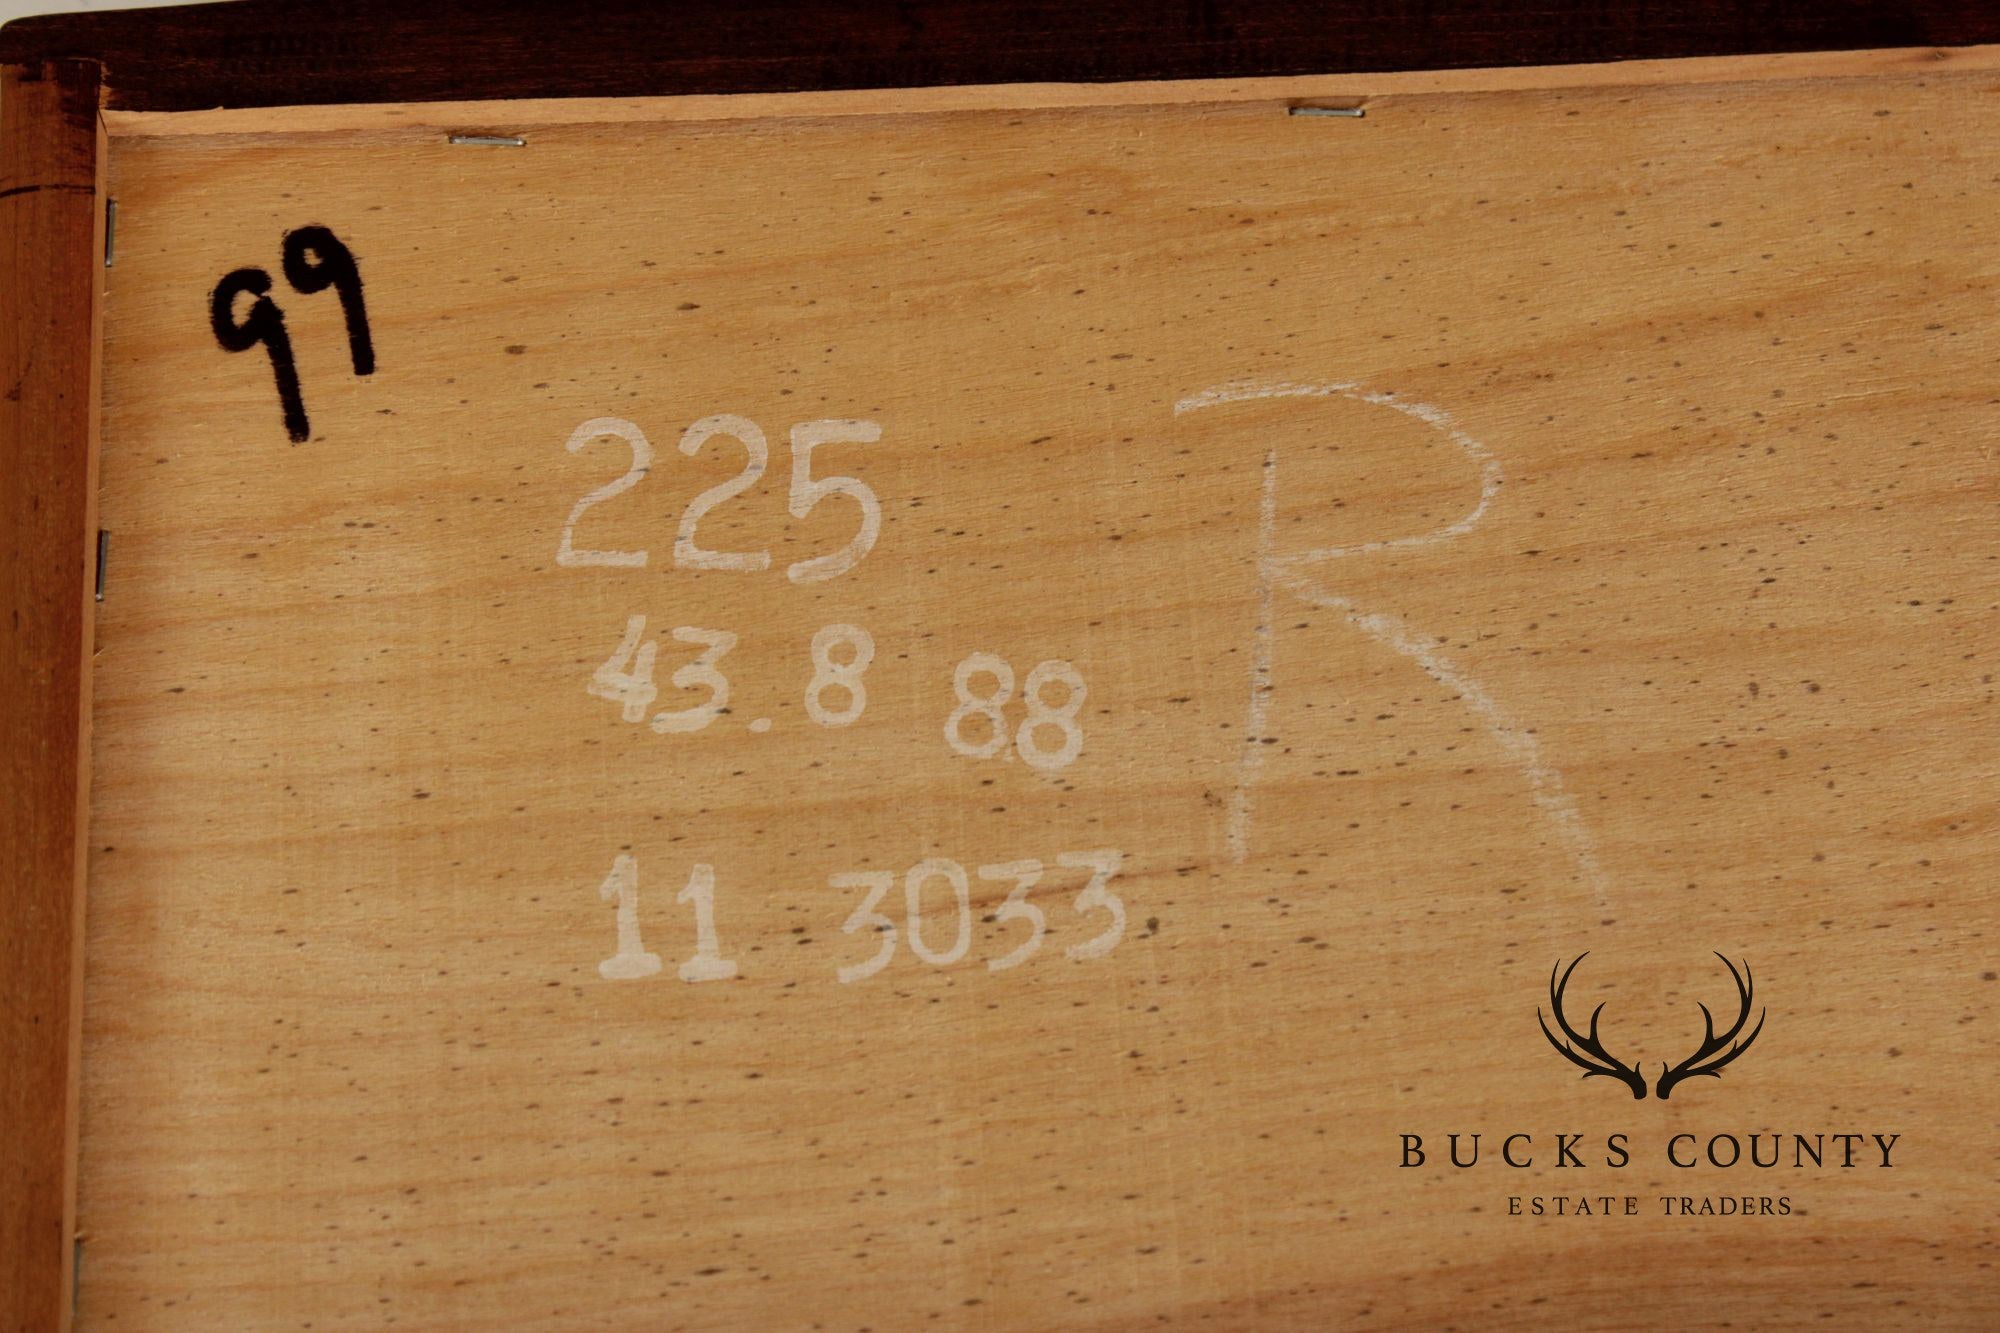 99
225
43.8 88
R
11 3033
BUCKS COUNTY
ESTATE TRADERS